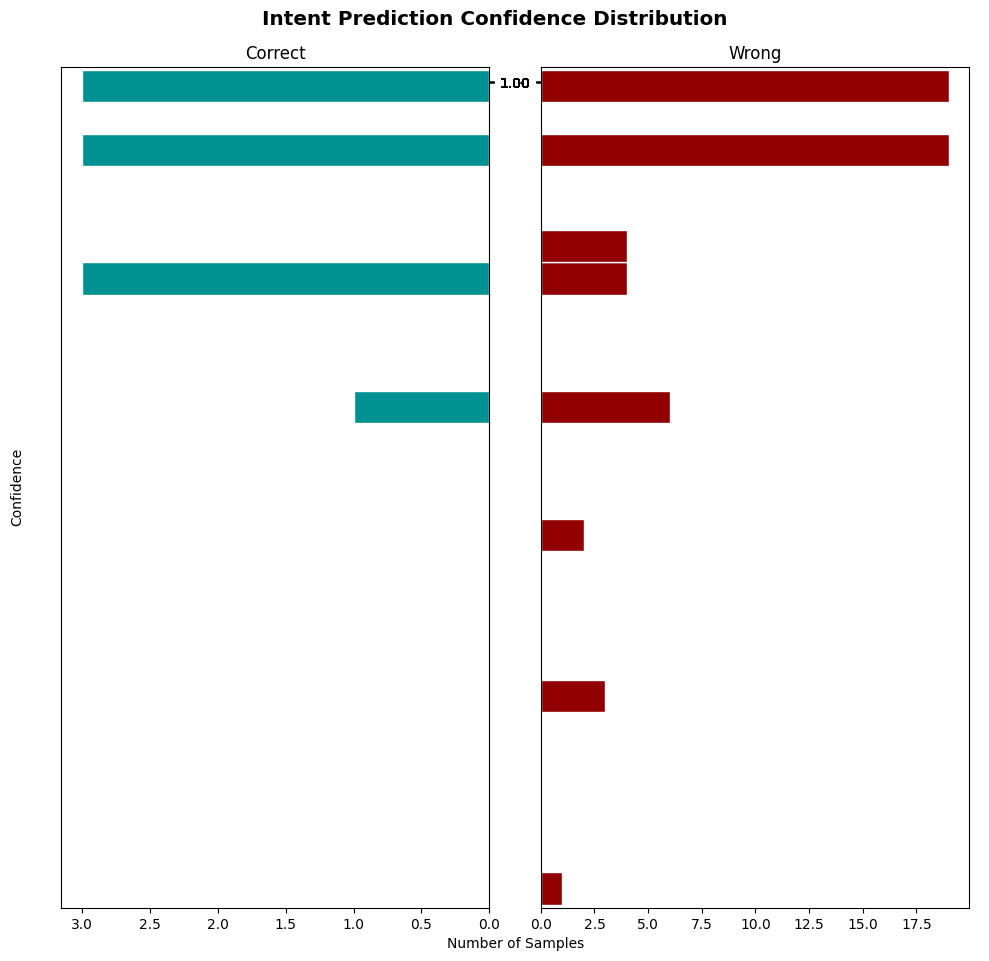 Intent Prediction Confidence Distribution
Correct
Wrong
1.00
Confidence
3.0 2.5 2.0 1.5 1.0 0.5 0.0
0.0 2.5 5.0 7.5 10.0 12.5 15.0 17.5
Number of Samples